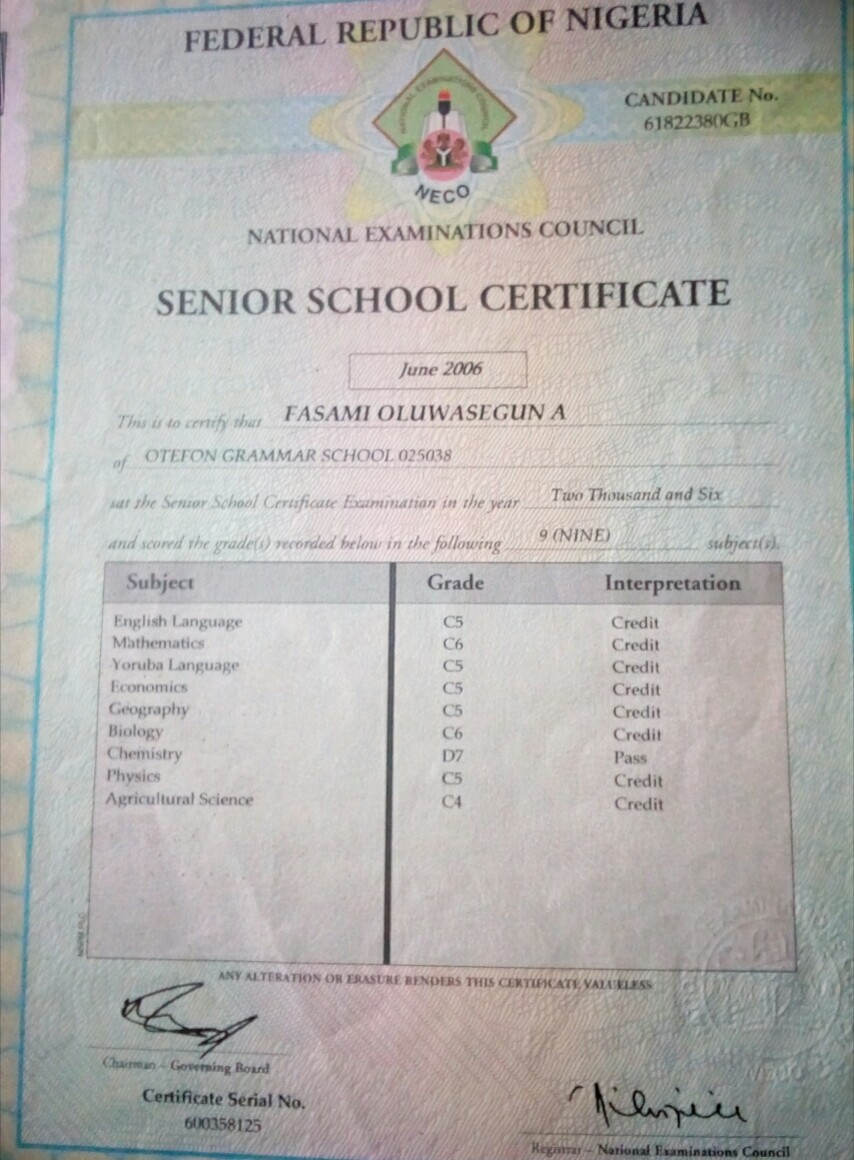 FEDERAL REPUBLIC OF NIGERIA
NATIONAL EXAMINATIONS COUNCIL
NECO
CANDIDATE No.
61822380GB
NATIONAL EXAMINATIONS COUNCIL
SENIOR SCHOOL CERTIFICATE
June 2006
This is to certify that FASAMI OLUWASEGUN A
of OTEFON GRAMMAR SCHOOL 025038
sat the Senior School Certificate Examination in the year Two Thousand and Six
and scored the grade(s) recorded below in the following 9 (NINE) subject(s).
Subject Grade Interpretation
English Language C5 Credit
Mathematics C6 Credit
Yoruba Language C5 Credit
Economics C5 Credit
Geography C5 Credit
Biology C6 Credit
Chemistry D7 Pass
Physics C5 Credit
Agricultural Science C4 Credit
ANY ALTERATION OR ERASURE RENDERS THIS CERTIFICATE VALUELESS
Chairman - Governing Board
Certificate Serial No.
600358125
Registrar - National Examinations Council